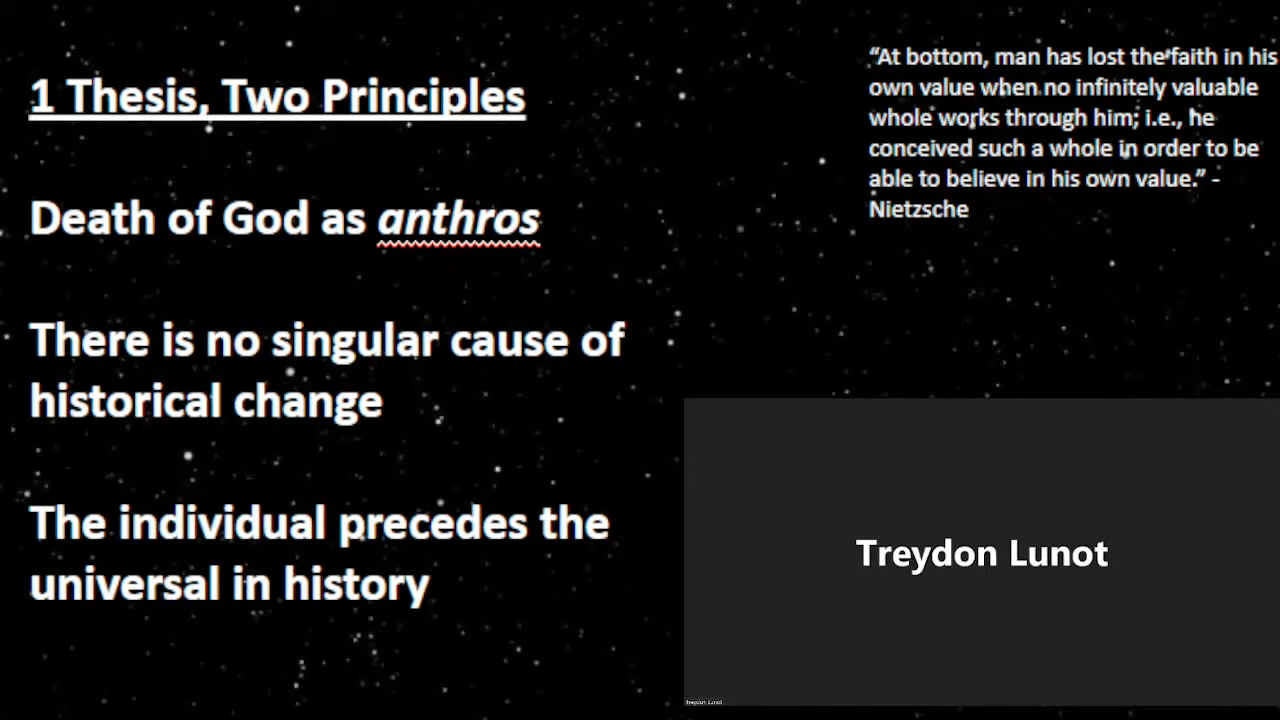 1 Thesis, Two Principles
Death of God as anthros
There is no singular cause of
historical change
The individual precedes the
universal in history
“At bottom, man has lost the faith in his
own value when no infinitely valuable
whole works through him; i.e., he
conceived such a whole in order to be
able to believe in his own value.” -
Nietzsche
Treydon Lunot
Treydon Lunot